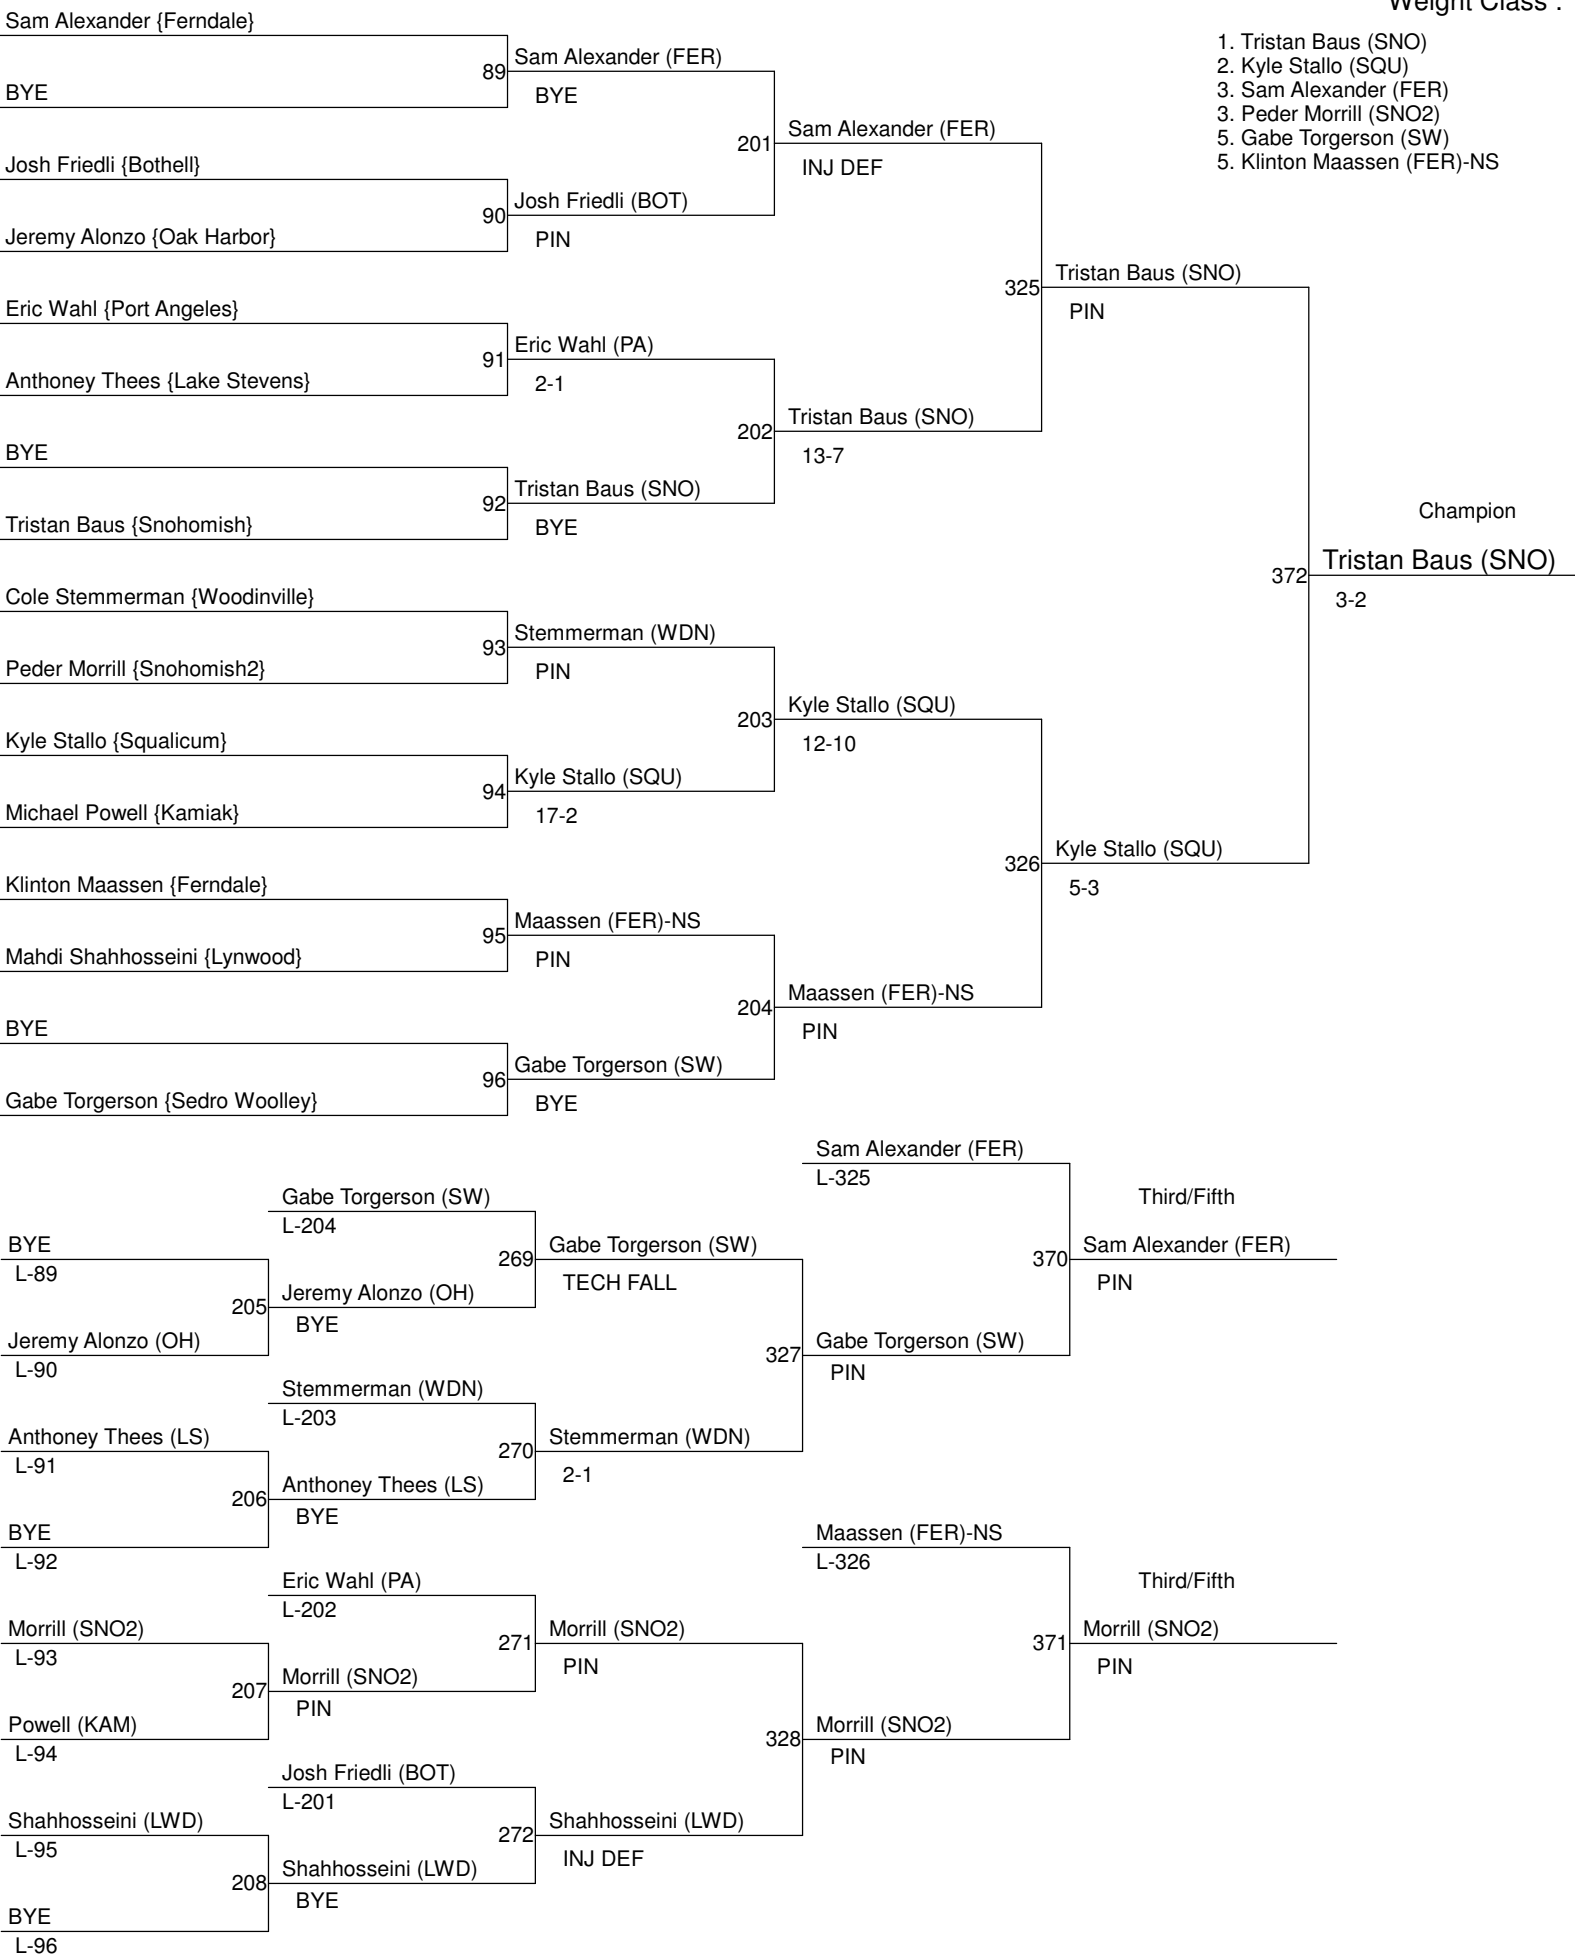 Weight Class :
1. Tristan Baus (SNO)
2. Kyle Stallo (SQU)
3. Sam Alexander (FER)
3. Peder Morrill (SNO2)
5. Gabe Torgerson (SW)
5. Klinton Maassen (FER)-NS
Sam Alexander {Ferndale}
BYE
Josh Friedli {Bothell}
Jeremy Alonzo {Oak Harbor}
Eric Wahl {Port Angeles}
Anthoney Thees {Lake Stevens}
BYE
Tristan Baus {Snohomish}
Cole Stemmerman {Woodinville}
Peder Morrill {Snohomish2}
Kyle Stallo {Squalicum}
Michael Powell {Kamiak}
Klinton Maassen {Ferndale}
Mahdi Shahhosseini {Lynwood}
BYE
Gabe Torgerson {Sedro Woolley}
89
Sam Alexander (FER)
BYE
90
Josh Friedli (BOT)
PIN
91
Eric Wahl (PA)
2-1
92
Tristan Baus (SNO)
BYE
93
Stemmerman (WDN)
PIN
94
Kyle Stallo (SQU)
17-2
95
Maassen (FER)-NS
PIN
96
Gabe Torgerson (SW)
BYE
201
Sam Alexander (FER)
INJ DEF
202
Tristan Baus (SNO)
13-7
203
Kyle Stallo (SQU)
12-10
204
Maassen (FER)-NS
PIN
325
Tristan Baus (SNO)
PIN
326
Kyle Stallo (SQU)
5-3
Champion
372
Tristan Baus (SNO)
3-2
BYE
L-89
Jeremy Alonzo (OH)
L-90
Anthoney Thees (LS)
L-91
BYE
L-92
Morrill (SNO2)
L-93
Powell (KAM)
L-94
Shahhosseini (LWD)
L-95
BYE
L-96
Gabe Torgerson (SW)
L-204
205
Jeremy Alonzo (OH)
BYE
Stemmerman (WDN)
L-203
206
Anthoney Thees (LS)
BYE
Eric Wahl (PA)
L-202
207
Morrill (SNO2)
PIN
Josh Friedli (BOT)
L-201
208
Shahhosseini (LWD)
BYE
269
Gabe Torgerson (SW)
TECH FALL
270
Stemmerman (WDN)
2-1
271
Morrill (SNO2)
PIN
272
Shahhosseini (LWD)
INJ DEF
Sam Alexander (FER)
L-325
327
Gabe Torgerson (SW)
PIN
Maassen (FER)-NS
L-326
328
Morrill (SNO2)
PIN
Third/Fifth
370
Sam Alexander (FER)
PIN
Third/Fifth
371
Morrill (SNO2)
PIN